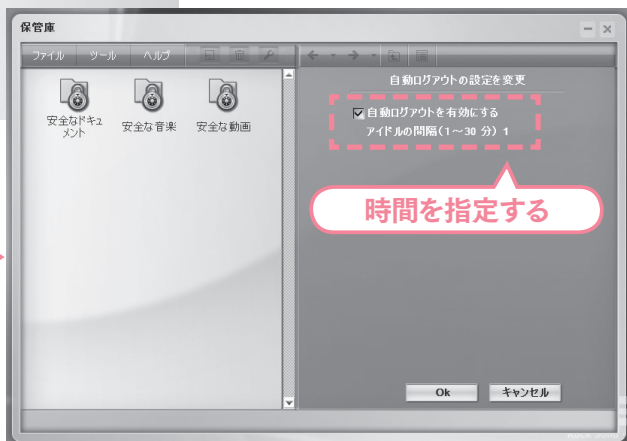 保管庫
ファイル ツール ヘルプ
安全なドキュ
メント
安全な音楽
安全な動画
自動ログアウトの設定を変更
自動ログアウトを有効にする
アイドルの間隔(1～30 分) 1
時間を指定する
Ok キャンセル